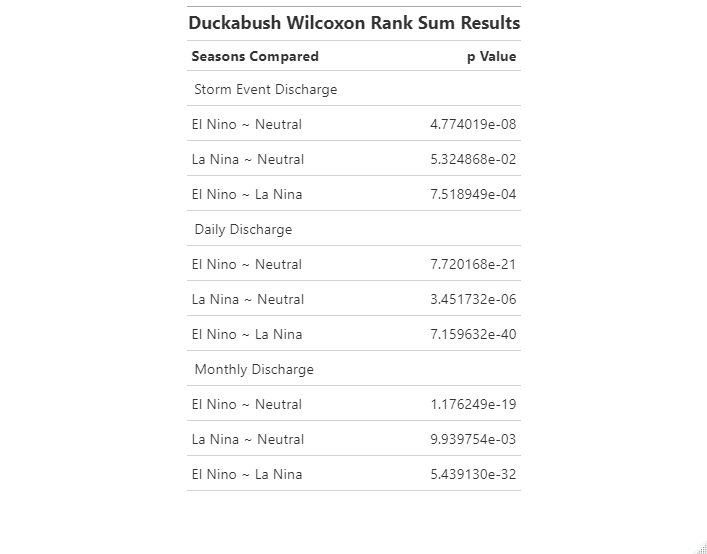 Duckabush Wilcoxon Rank Sum Results
Seasons Compared p Value
Storm Event Discharge
El Nino ~ Neutral 4.774019e-08
La Nina ~ Neutral 5.324868e-02
El Nino ~ La Nina 7.518949e-04
Daily Discharge
El Nino ~ Neutral 7.720168e-21
La Nina ~ Neutral 3.451732e-06
El Nino ~ La Nina 7.159632e-40
Monthly Discharge
El Nino ~ Neutral 1.176249e-19
La Nina ~ Neutral 9.939754e-03
El Nino ~ La Nina 5.439130e-32